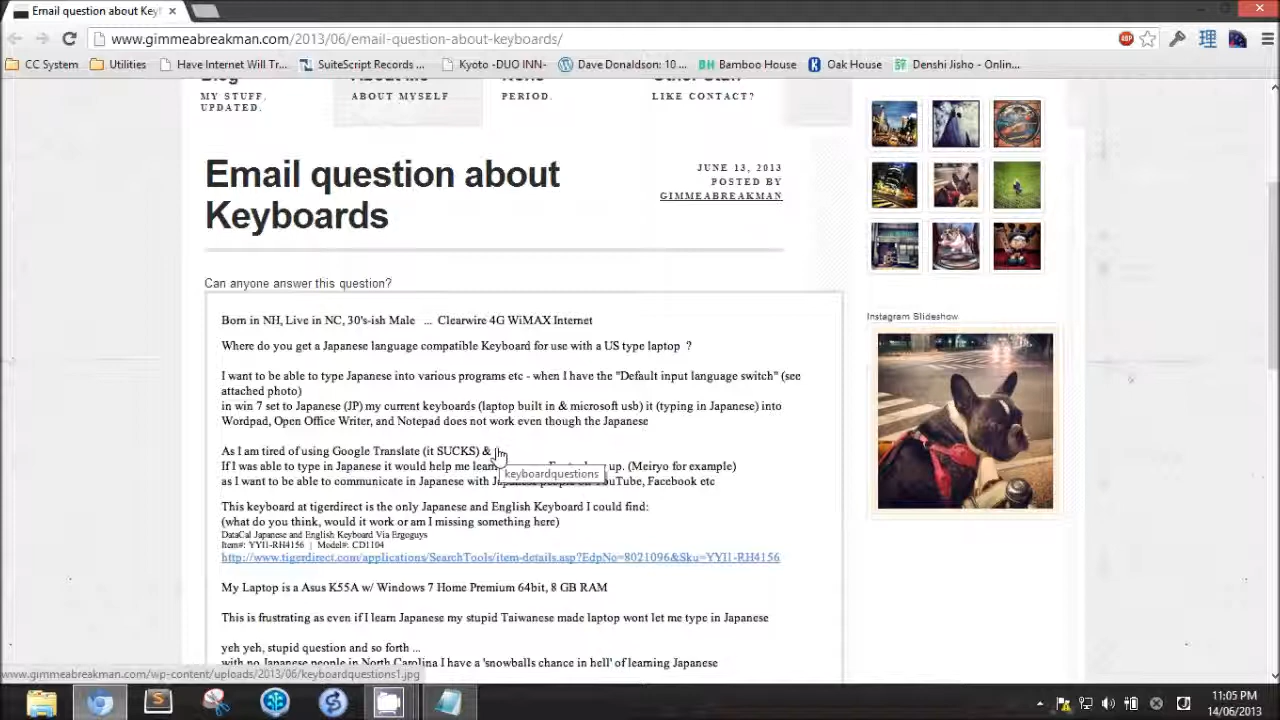 Email question about Key
www.gimmeabreakman.com/2013/06/email-question-about-keyboards/
ABP
理
CC System
Utilities
Have Internet Will Tr...
SuiteScript Records ...
Kyoto -DUO INN-
Dave Donaldson: 10 ...
BH Bamboo House
Oak House
Denshi Jisho - Onlin...
Blog
About me
None
Other Stuff
MY STUFF, UPDATED.
ABOUT MYSELF
PERIOD.
LIKE CONTACT?
Email question about
Keyboards
JUNE 13, 2013
POSTED BY
GIMMEABREAKMAN
Can anyone answer this question?
Born in NH, Live in NC, 30's-ish Male ... Clearwire 4G WiMAX Internet
Where do you get a Japanese language compatible Keyboard for use with a US type laptop ?
I want to be able to type Japanese into various programs etc - when I have the "Default input language switch" (see
attached photo)
in win 7 set to Japanese (JP) my current keyboards (laptop built in & microsoft usb) it (typing in Japanese) into
Wordpad, Open Office Writer, and Notepad does not work even though the Japanese
As I am tired of using Google Translate (it SUCKS) &
If I was able to type in Japanese it would help me learn up. (Meiryo for example)
as I want to be able to communicate in Japanese with Japanese people on YouTube, Facebook etc
keyboardquestions
This keyboard at tigerdirect is the only Japanese and English Keyboard I could find:
(what do you think, would it work or am I missing something here)
DataCal Japanese and English Keyboard Via Ergoguys
Item#: YYI1-RH4156 | Model#: CD1104
http://www.tigerdirect.com/applications/SearchTools/item-details.asp?EdpNo=8021096&Sku=YYI1-RH4156
My Laptop is a Asus K55A w/ Windows 7 Home Premium 64bit, 8 GB RAM
This is frustrating as even if I learn Japanese my stupid Taiwanese made laptop wont let me type in Japanese
yeh yeh, stupid question and so forth ...
with no Japanese people in North Carolina I have a 'snowballs chance in hell' of learning Japanese
Instagram Slideshow
www.gimmeabreakman.com/wp-content/uploads/2013/06/keyboardquestions1.jpg
11:05 PM
14/06/2013